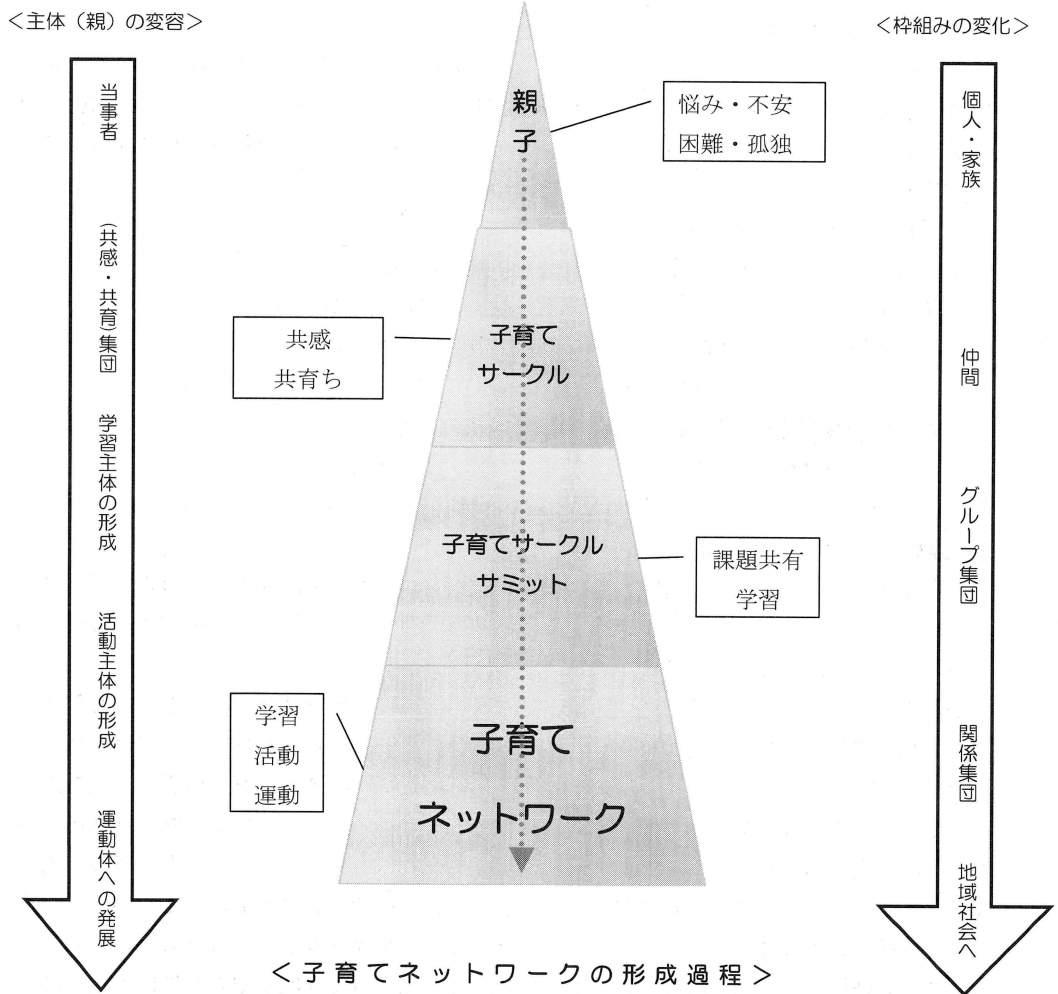 <主体（親）の変容>
当事者
(共感・共育)集団
学習主体の形成
活動主体の形成
運動体への発展
親
子
悩み・不安
困難・孤独
子育て
サークル
共感
共育ち
子育てサークル
サミット
課題共有
学習
子育て
ネットワーク
学習
活動
運動
<枠組みの変化>
個人・家族
仲間
グループ集団
関係集団
地域社会へ
<子育てネットワークの形成過程>